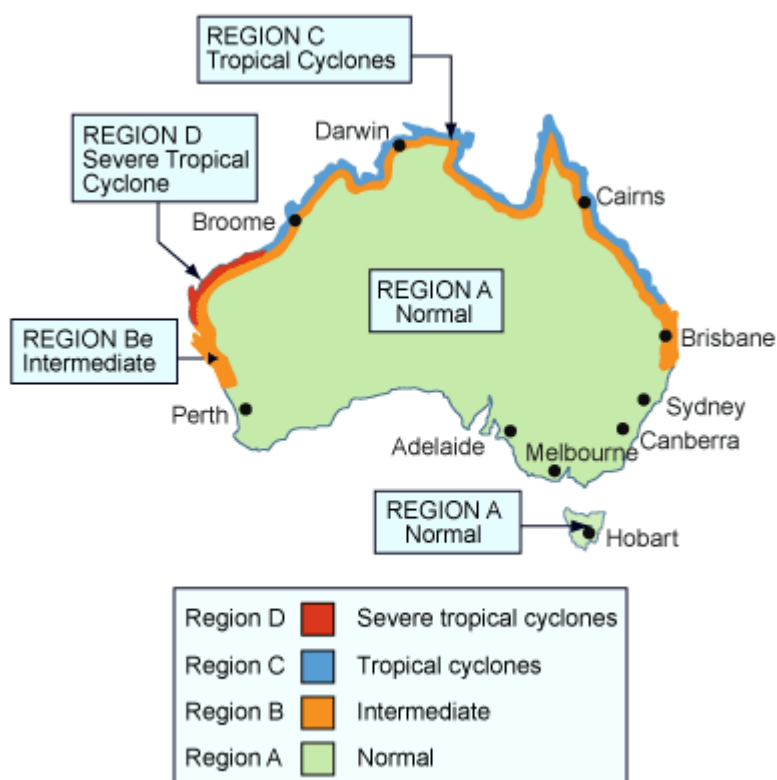 REGION C
Tropical Cyclones
REGION D
Severe Tropical
Cyclone
Darwin
Broome
Cairns
REGION A
Normal
REGION Be
Intermediate
Brisbane
Perth
Sydney
Adelaide
Canberra
Melbourne
REGION A
Normal
Hobart
Region D Severe tropical cyclones
Region C Tropical cyclones
Region B Intermediate
Region A Normal